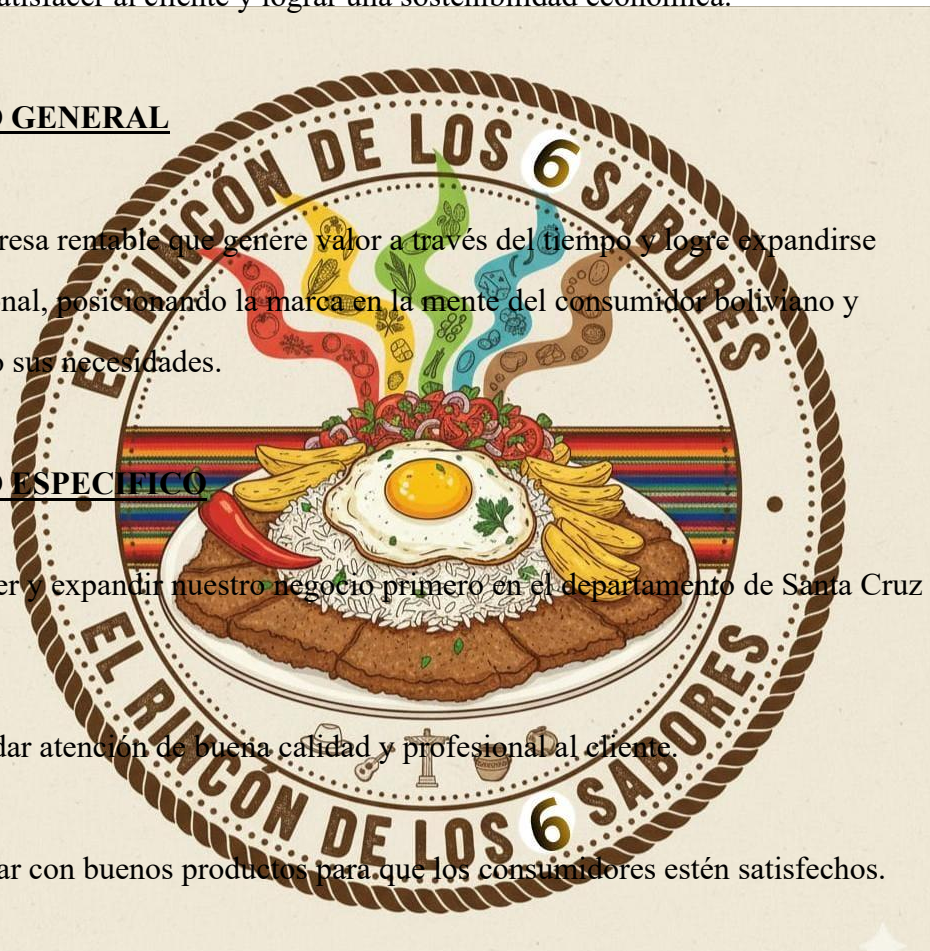 atisfacer al cliente y lograr una sostenibilidad económica.
O GENERAL
EL RINCÓN DE LOS 6 SABORES
resa rentable que genere valor a través del tiempo y logre expandirse
nal, posicionando la marca en la mente del consumidor boliviano y
o sus necesidades.
O ESPECIFICO
er y expandir nuestro negocio primero en el departamento de Santa Cruz
dar atención de buena calidad y profesional al cliente.
EL RINCÓN DE LOS 6 SABORES
ar con buenos productos para que los consumidores estén satisfechos.